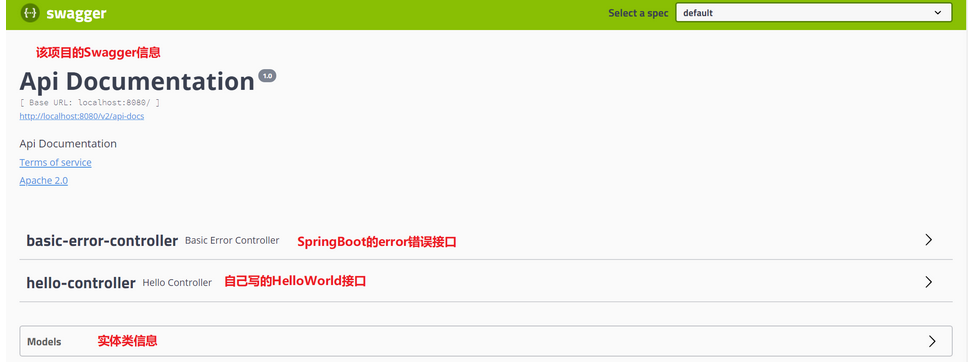 swagger
Select a spec default
该项目的Swagger信息
Api Documentation 1.0
[ Base URL: localhost:8080/ ]
http://localhost:8080/v2/api-docs
Api Documentation
Terms of service
Apache 2.0
basic-error-controller Basic Error Controller SpringBoot的error错误接口
hello-controller Hello Controller 自己写的HelloWorld接口
Models 实体类信息